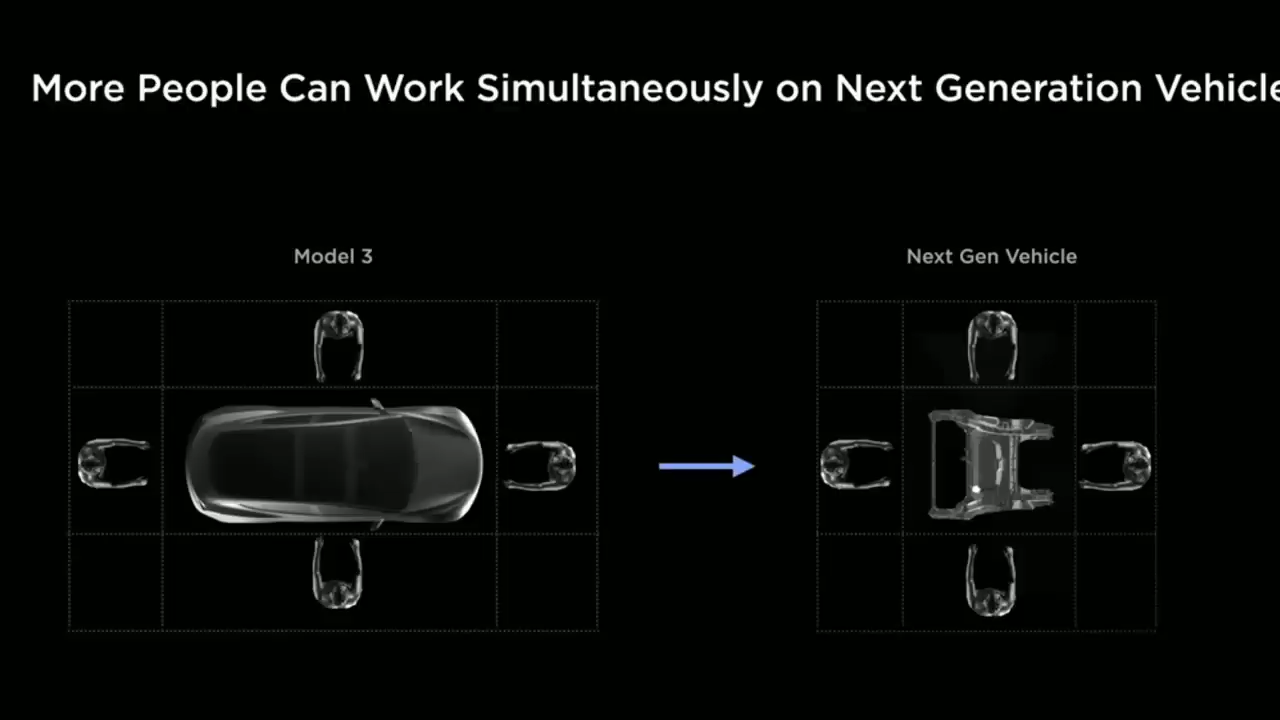 More People Can Work Simultaneously on Next Generation Vehicle
Model 3
Next Gen Vehicle